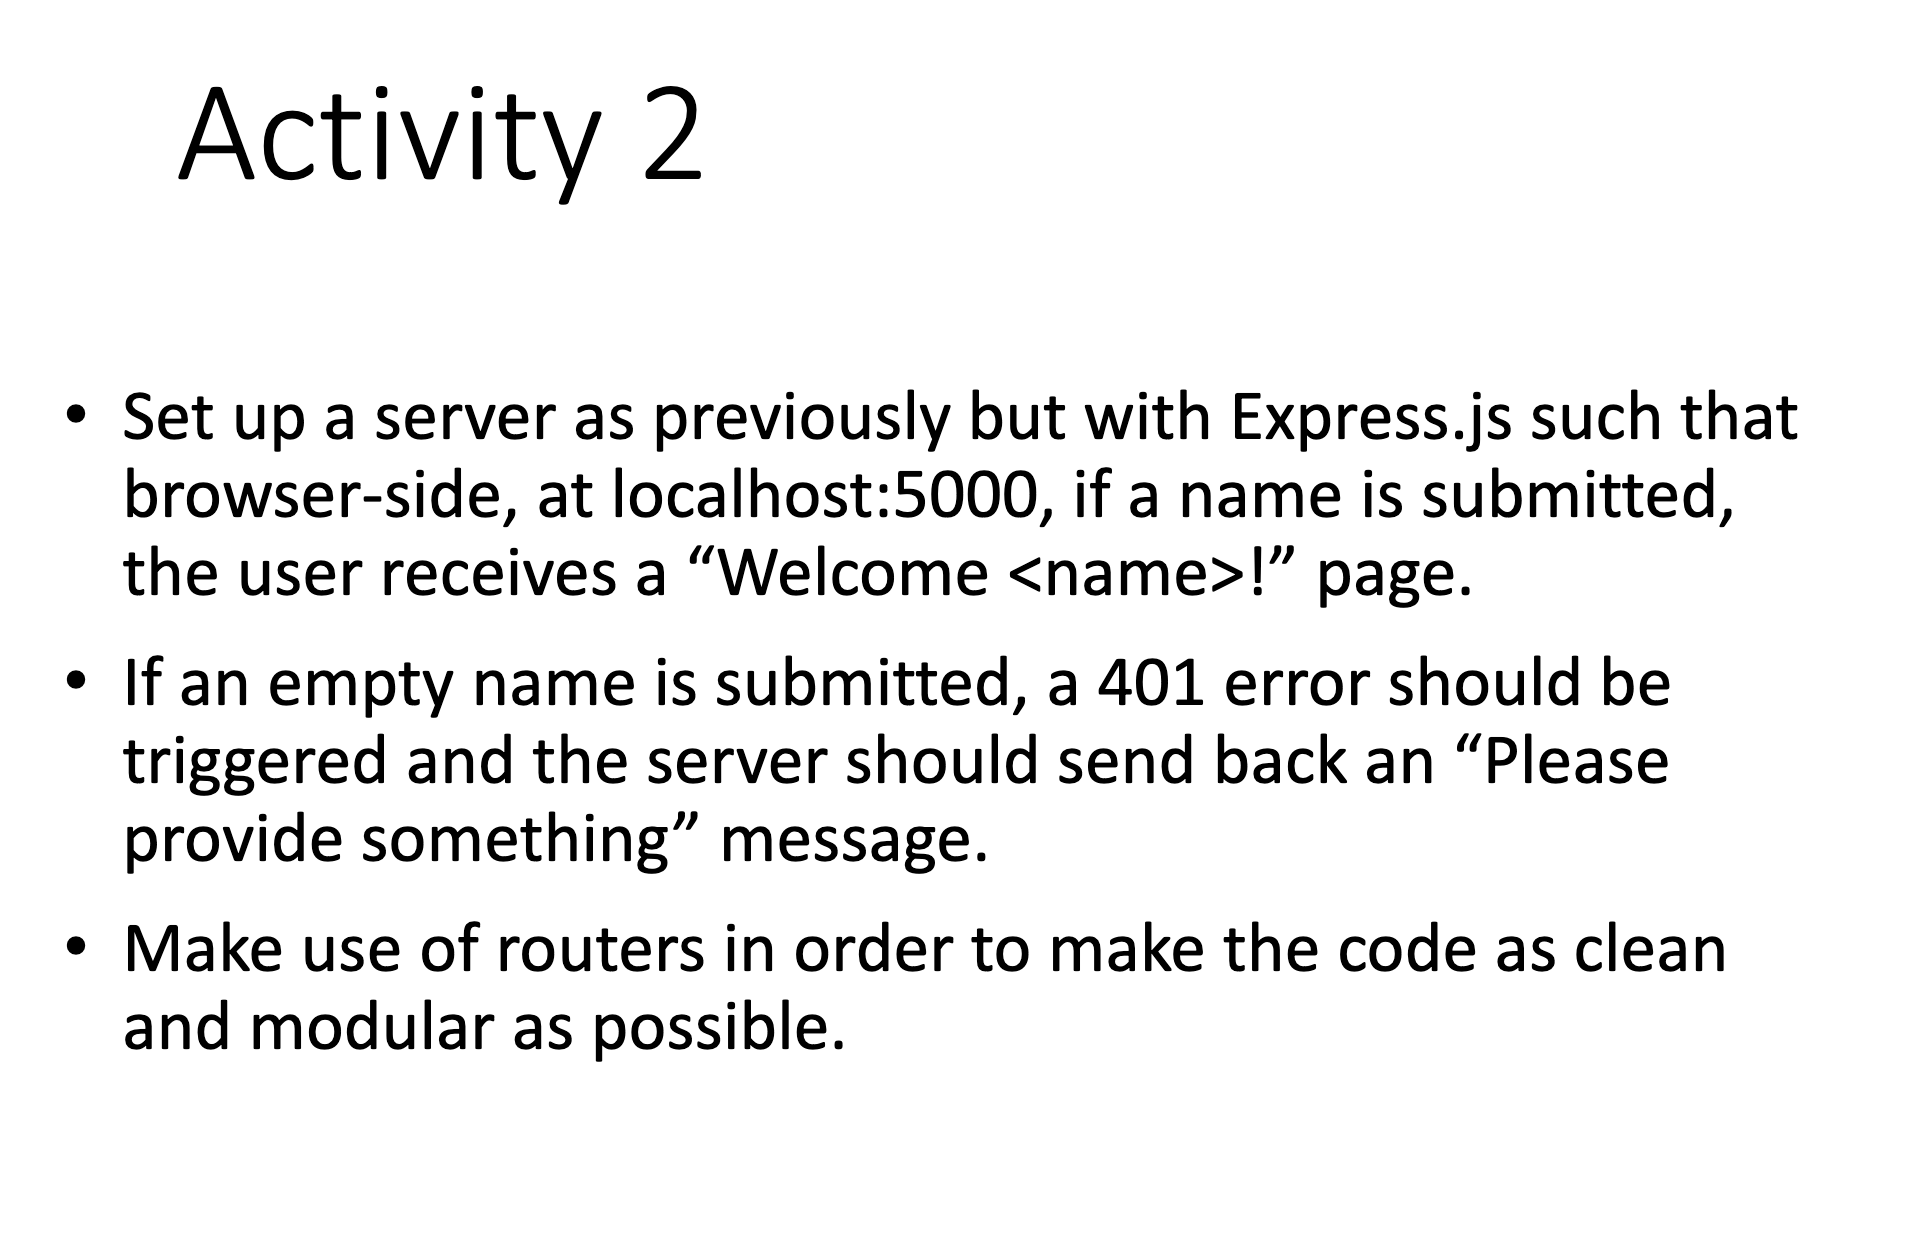 Activity 2
• Set up a server as previously but with Express.js such that
browser-side, at localhost:5000, if a name is submitted,
the user receives a “Welcome <name>!” page.
• If an empty name is submitted, a 401 error should be
triggered and the server should send back an “Please
provide something” message.
• Make use of routers in order to make the code as clean
and modular as possible.